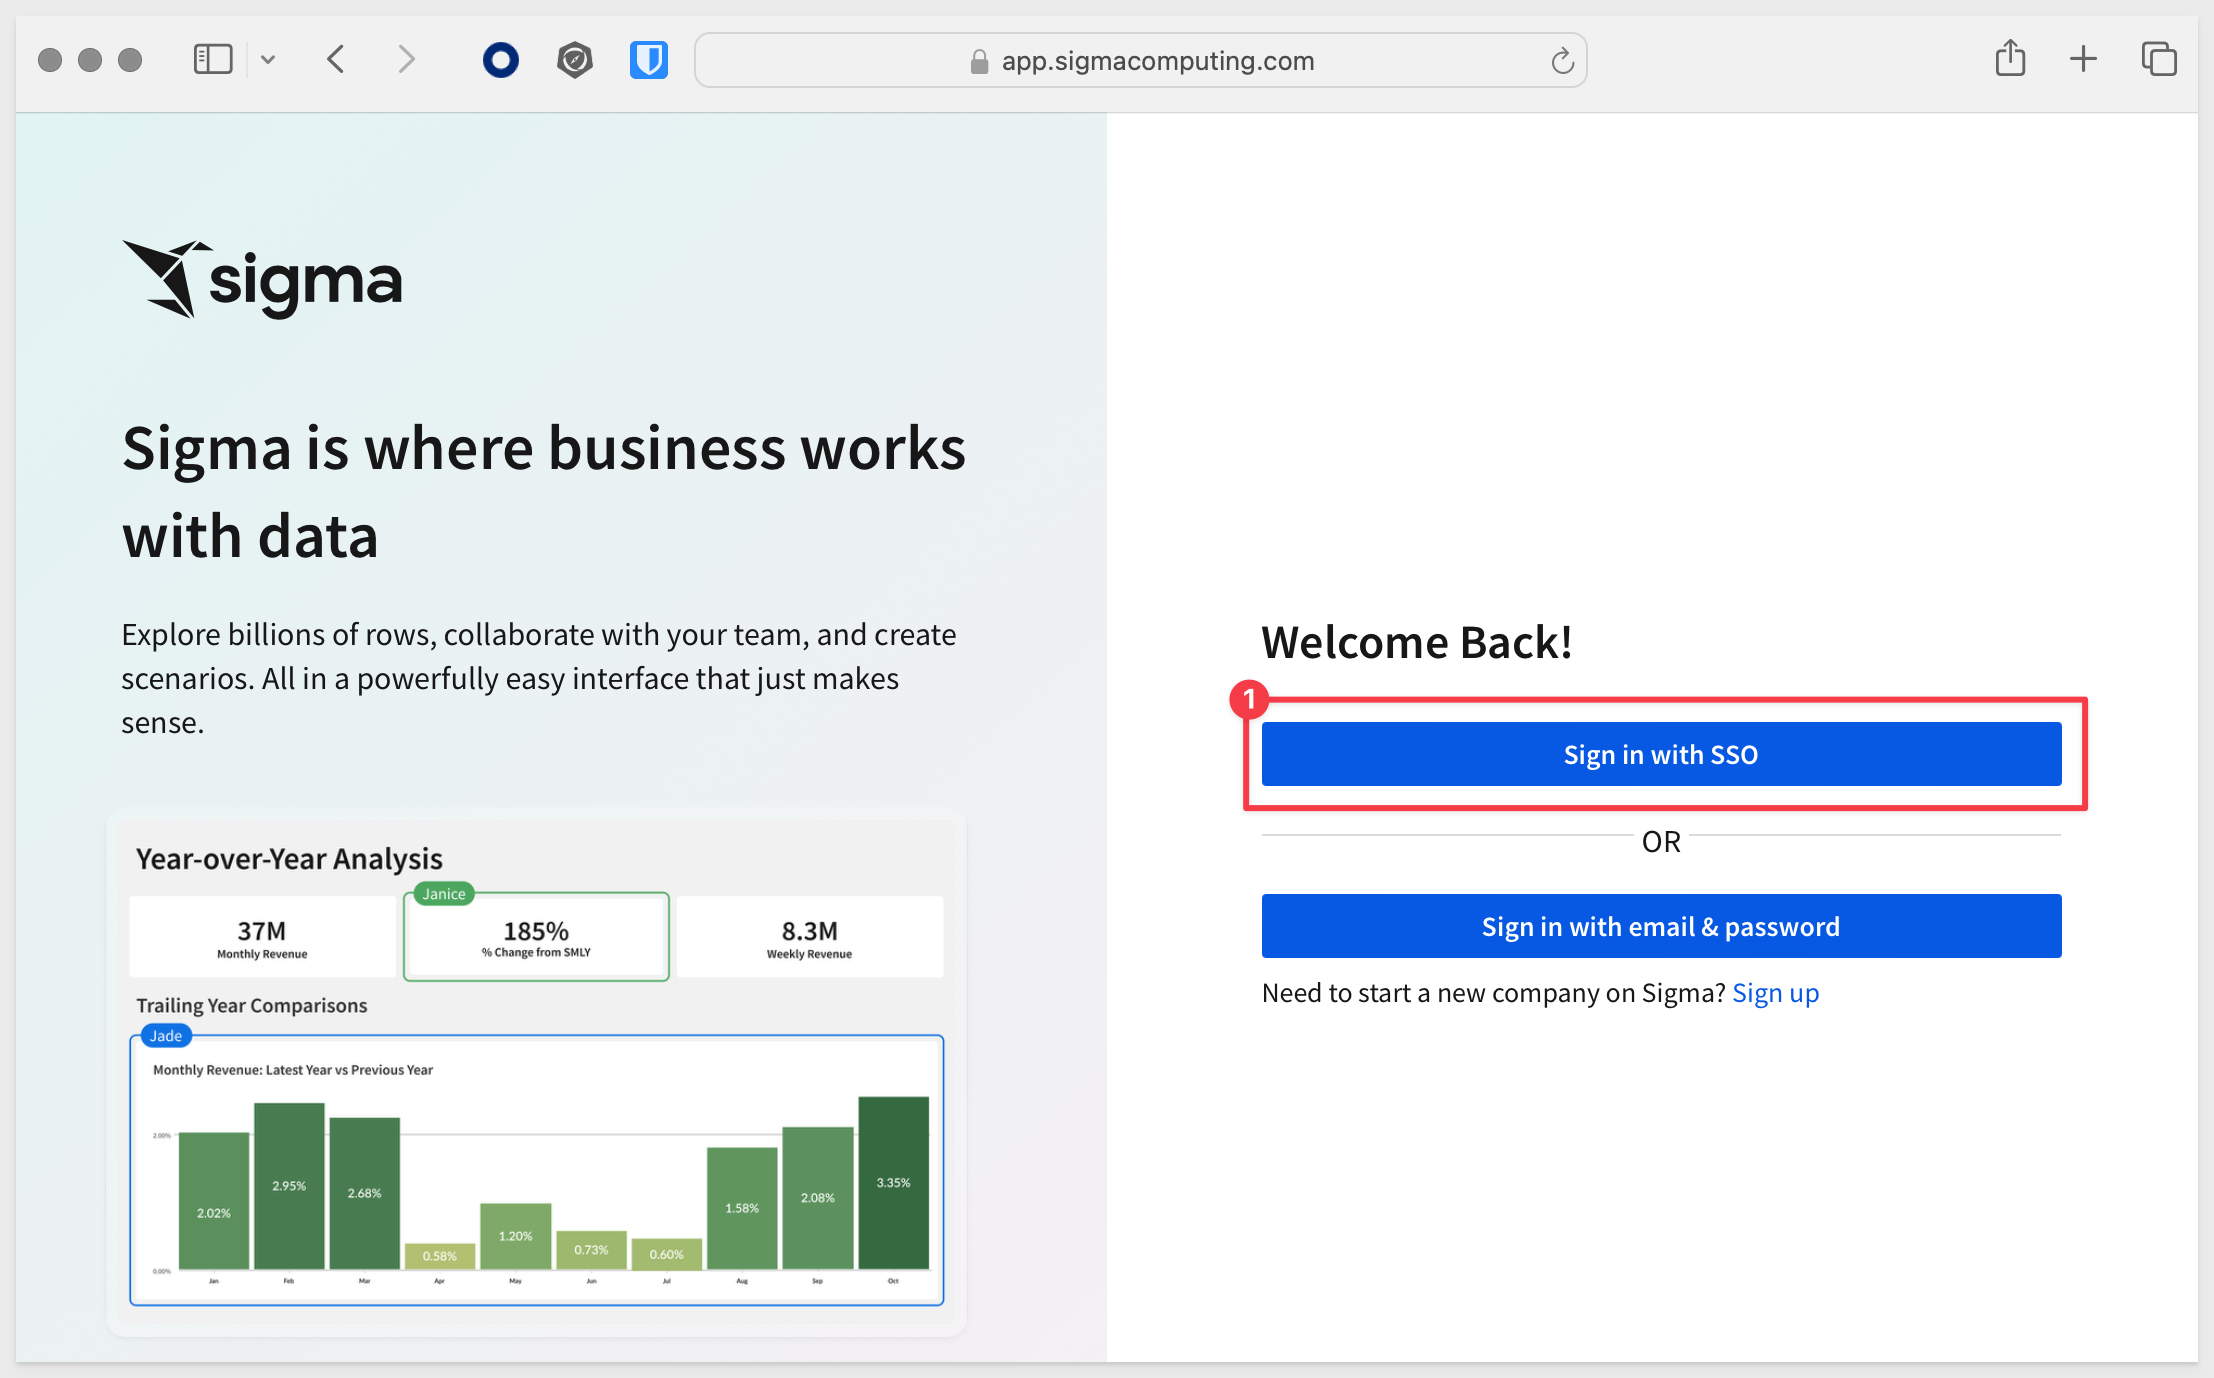 app.sigmacomputing.com
sigma
Sigma is where business works
with data
Explore billions of rows, collaborate with your team, and create
scenarios. All in a powerfully easy interface that just makes
sense.
Year-over-Year Analysis
Janice
37M
Monthly Revenue
185%
% Change from SMLY
8.3M
Weekly Revenue
Trailing Year Comparisons
Jade
Monthly Revenue: Latest Year vs Previous Year
2.00%
0.00%
2.02%
2.95%
2.68%
0.58%
1.20%
0.73%
0.60%
1.58%
2.08%
3.35%
Jan
Feb
Mar
Apr
May
Jun
Jul
Aug
Sep
Oct
Welcome Back!
1
Sign in with SSO
OR
Sign in with email & password
Need to start a new company on Sigma? Sign up